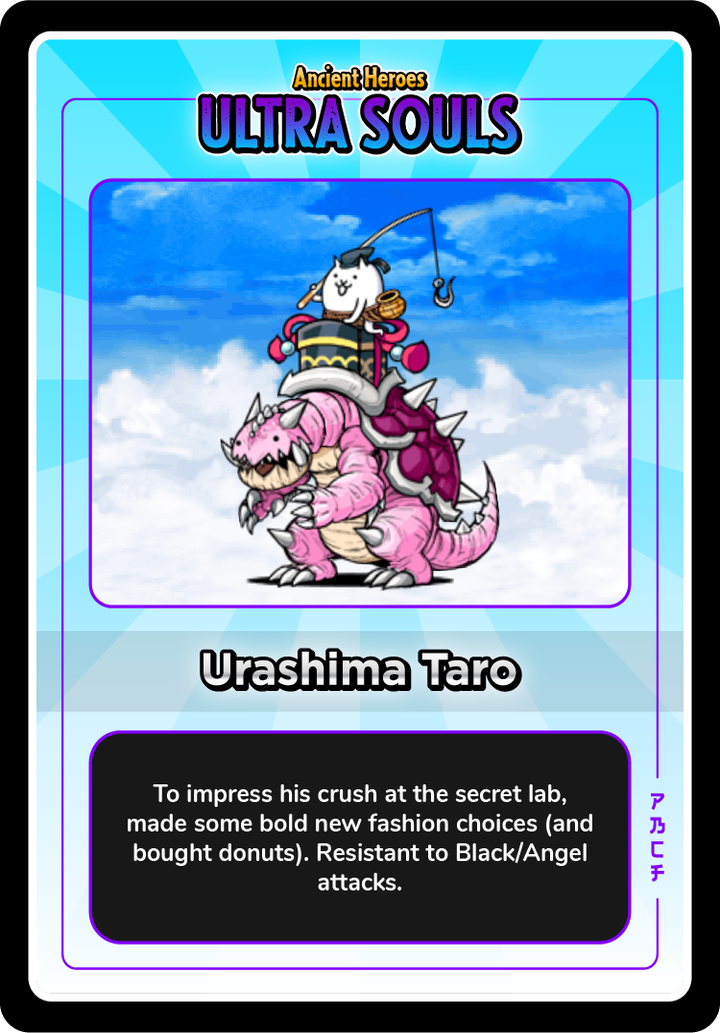 Ancient Heroes
ULTRA SOULS
Urashima Taro
To impress his crush at the secret lab,
made some bold new fashion choices (and
bought donuts). Resistant to Black/Angel
attacks.
ア
乃
匚
チ